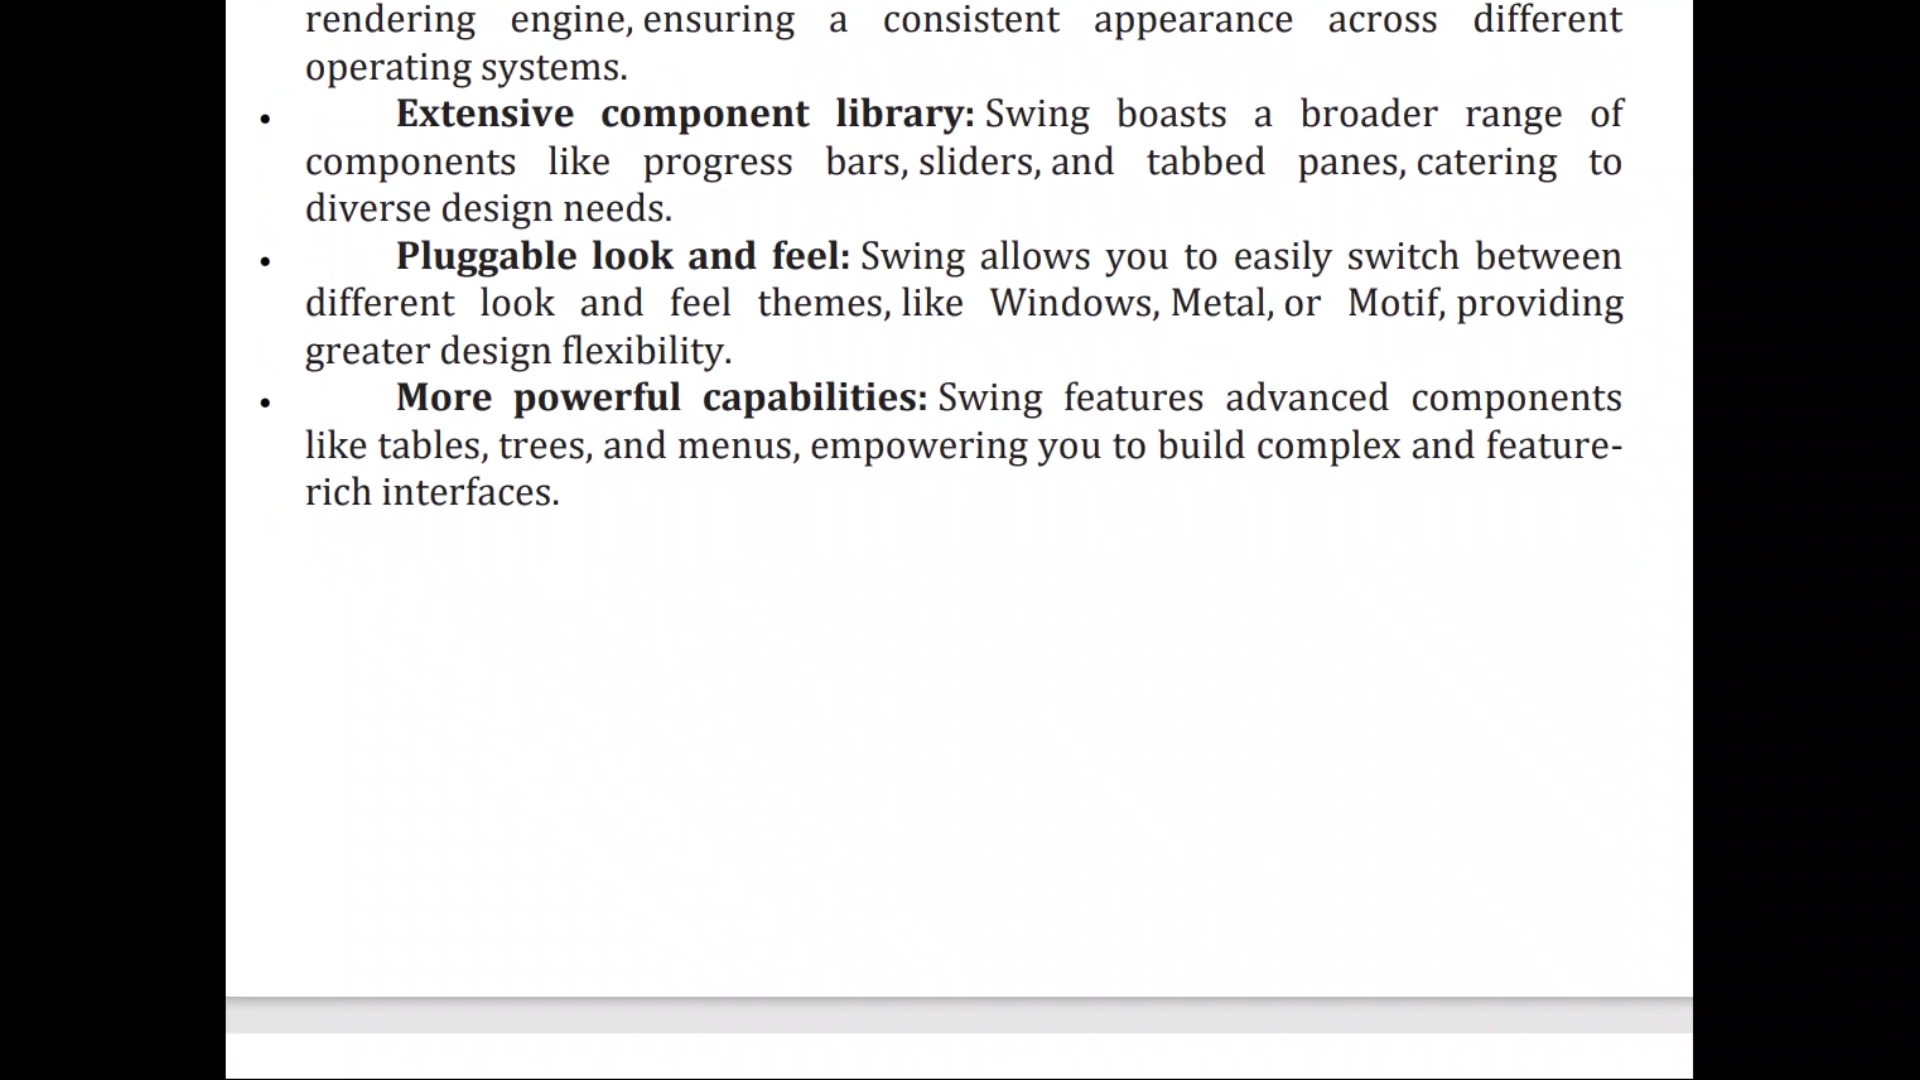 rendering engine, ensuring a consistent appearance across different
operating systems.
• Extensive component library: Swing boasts a broader range of
components like progress bars, sliders, and tabbed panes, catering to
diverse design needs.
• Pluggable look and feel: Swing allows you to easily switch between
different look and feel themes, like Windows, Metal, or Motif, providing
greater design flexibility.
• More powerful capabilities: Swing features advanced components
like tables, trees, and menus, empowering you to build complex and feature-
rich interfaces.